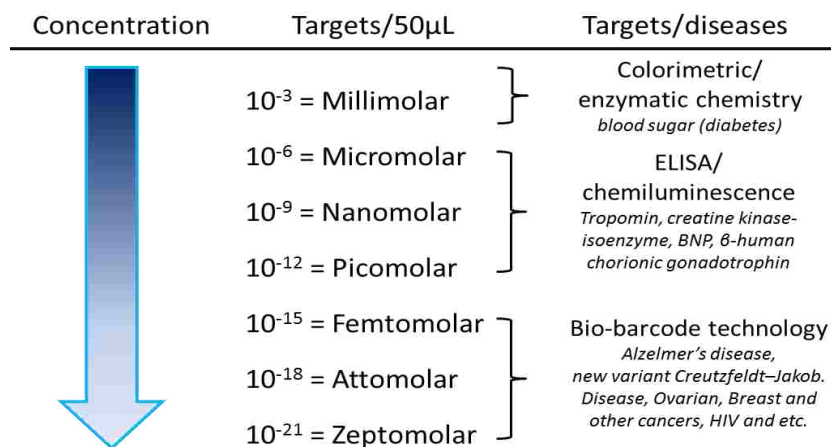 Concentration Targets/50μL Targets/diseases
10⁻³ = Millimolar
Colorimetric/
enzymatic chemistry
blood sugar (diabetes)
10⁻⁶ = Micromolar
10⁻⁹ = Nanomolar
10⁻¹² = Picomolar
ELISA/
chemiluminescence
Tropomin, creatine kinase-
isoenzyme, BNP, β-human
chorionic gonadotrophin
10⁻¹⁵ = Femtomolar
10⁻¹⁸ = Attomolar
10⁻²¹ = Zeptomolar
Bio-barcode technology
Alzelmer’s disease,
new variant Creutzfeldt–Jakob.
Disease, Ovarian, Breast and
other cancers, HIV and etc.